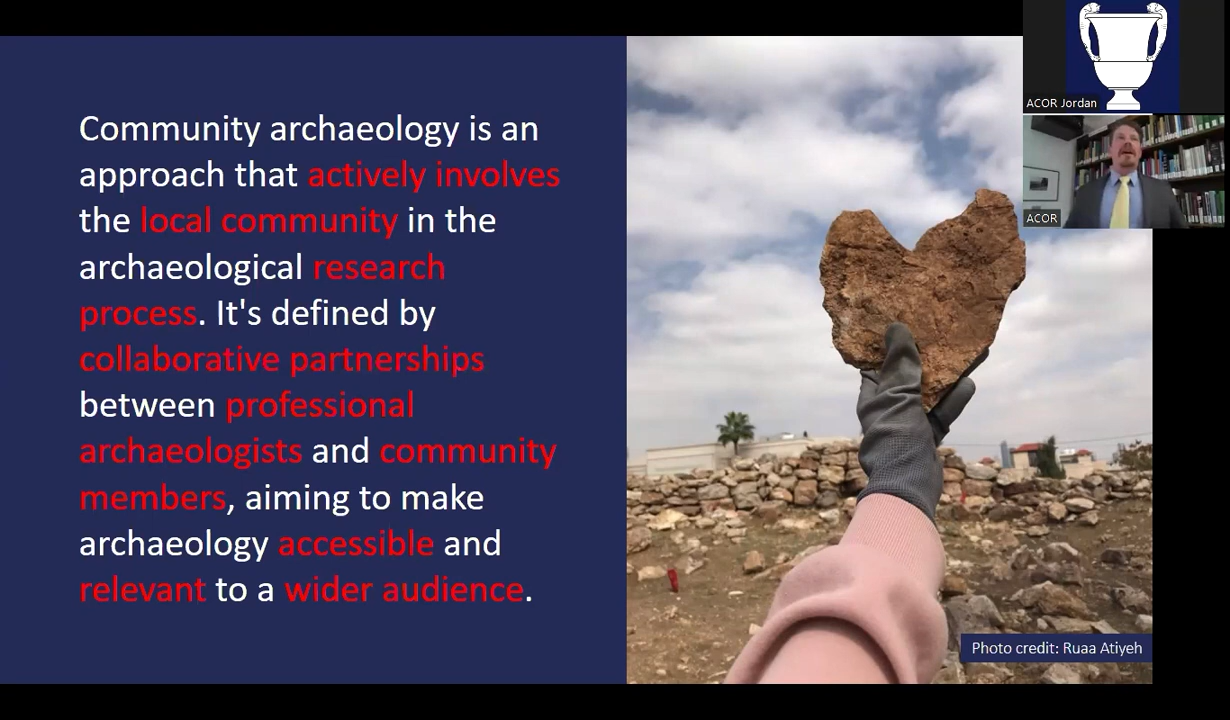 Community archaeology is an
approach that actively involves
the local community in the
archaeological research
process. It's defined by
collaborative partnerships
between professional
archaeologists and community
members, aiming to make
archaeology accessible and
relevant to a wider audience.
ACOR Jordan
ACOR
Photo credit: Ruaa Atiyeh